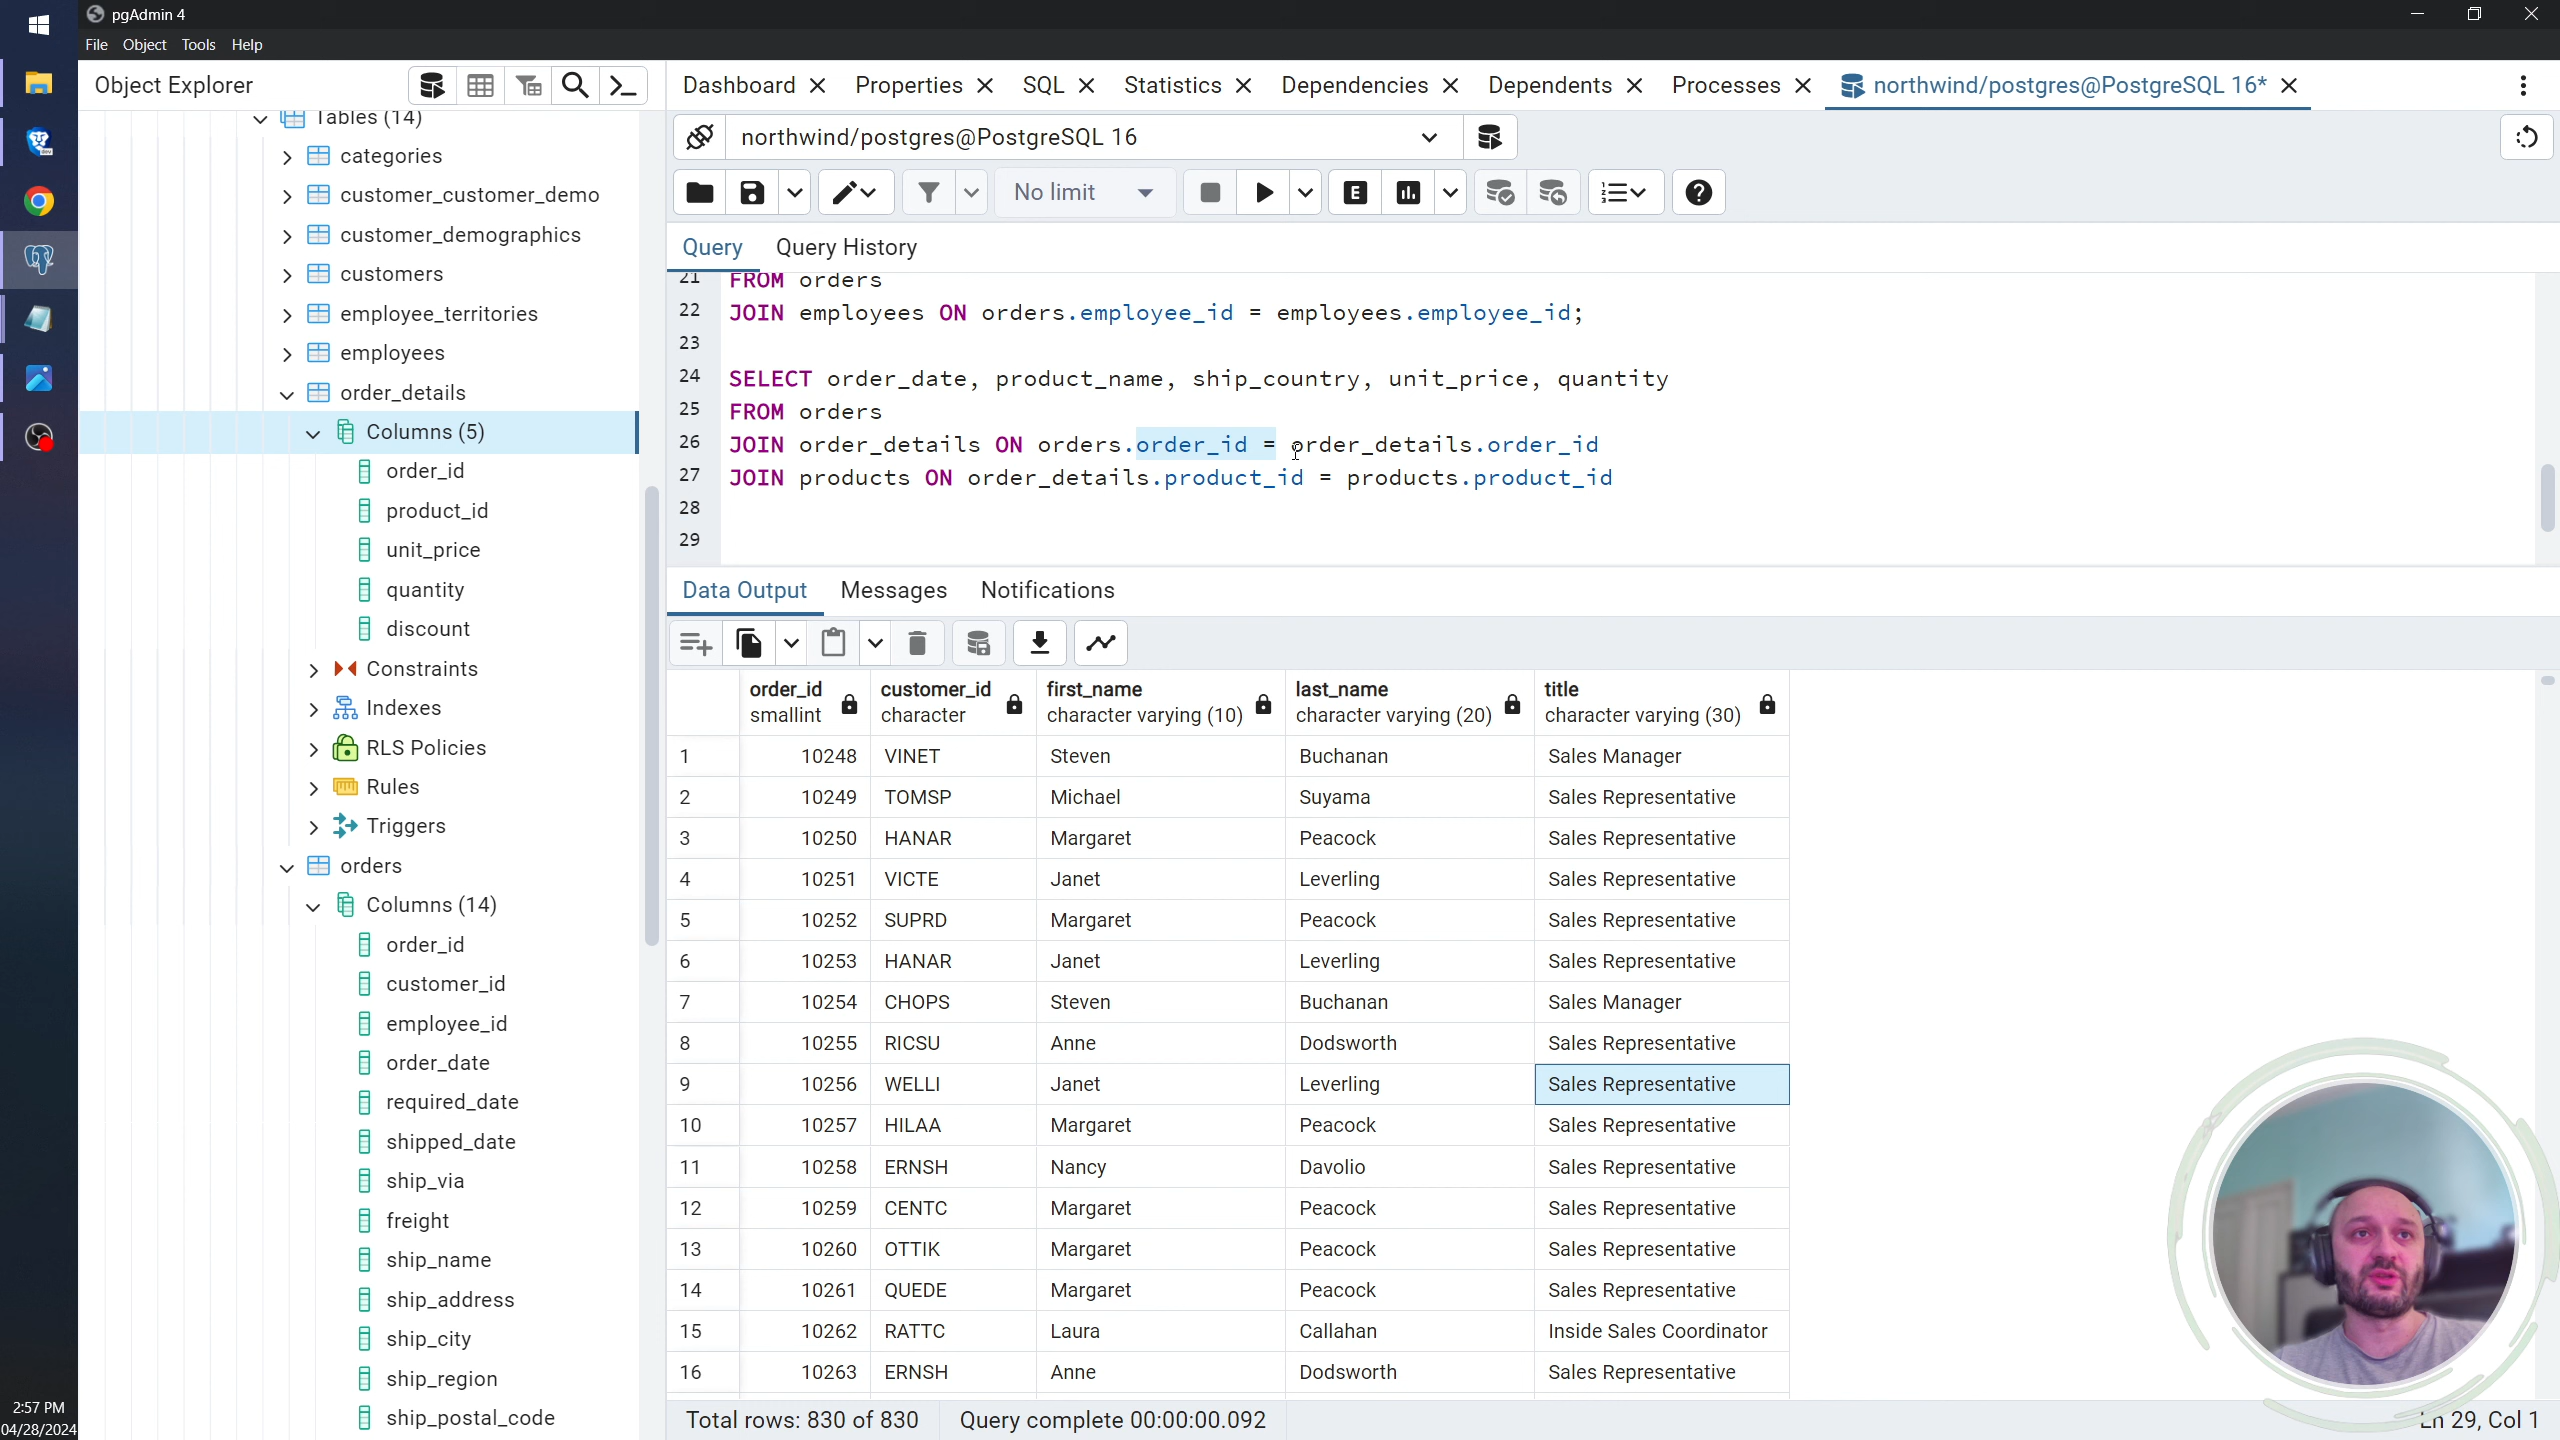 pgAdmin 4
File Object Tools Help
Object Explorer
Dashboard Properties SQL Statistics Dependencies Dependents Processes northwind/postgres@PostgreSQL 16*
northwind/postgres@PostgreSQL 16
No limit
E
Query Query History
Tables (14)
categories
customer_customer_demo
customer_demographics
customers
employee_territories
employees
order_details
Columns (5)
order_id
product_id
unit_price
quantity
discount
Constraints
Indexes
RLS Policies
Rules
Triggers
orders
Columns (14)
order_id
customer_id
employee_id
order_date
required_date
shipped_date
ship_via
freight
ship_name
ship_address
ship_city
ship_region
ship_postal_code
21 FROM orders
22 JOIN employees ON orders.employee_id = employees.employee_id;
23
24 SELECT order_date, product_name, ship_country, unit_price, quantity
25 FROM orders
26 JOIN order_details ON orders.order_id = order_details.order_id
27 JOIN products ON order_details.product_id = products.product_id
28
29
Data Output Messages Notifications
order_id customer_id first_name last_name title
smallint character character varying (10) character varying (20) character varying (30)
1 10248 VINET Steven Buchanan Sales Manager
2 10249 TOMSP Michael Suyama Sales Representative
3 10250 HANAR Margaret Peacock Sales Representative
4 10251 VICTE Janet Leverling Sales Representative
5 10252 SUPRD Margaret Peacock Sales Representative
6 10253 HANAR Janet Leverling Sales Representative
7 10254 CHOPS Steven Buchanan Sales Manager
8 10255 RICSU Anne Dodsworth Sales Representative
9 10256 WELLI Janet Leverling Sales Representative
10 10257 HILAA Margaret Peacock Sales Representative
11 10258 ERNSH Nancy Davolio Sales Representative
12 10259 CENTC Margaret Peacock Sales Representative
13 10260 OTTIK Margaret Peacock Sales Representative
14 10261 QUEDE Margaret Peacock Sales Representative
15 10262 RATTC Laura Callahan Inside Sales Coordinator
16 10263 ERNSH Anne Dodsworth Sales Representative
Total rows: 830 of 830 Query complete 00:00:00.092
Ln 29, Col 1
2:57 PM
04/28/2024